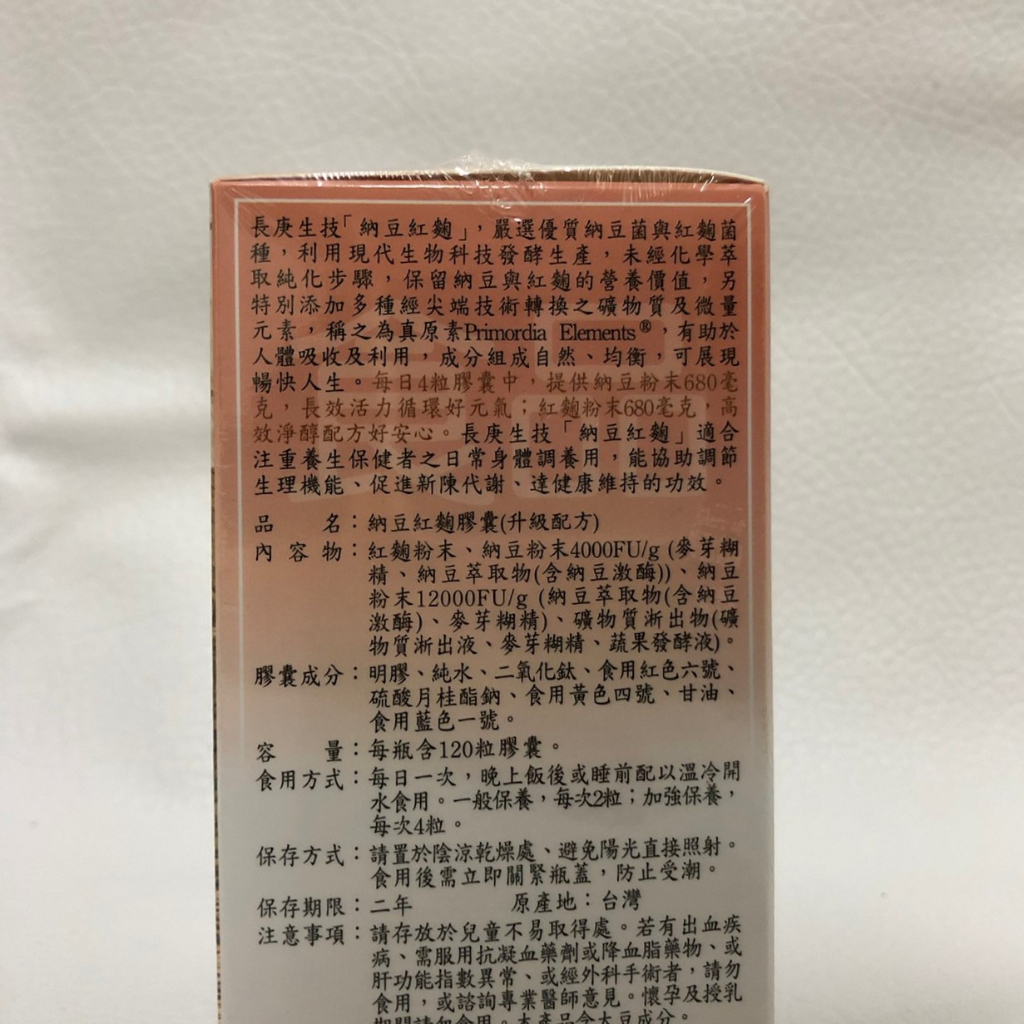 長庚生技「納豆紅麴」，嚴選優質納豆菌與紅麴菌
種，利用現代生物科技發酵生產，未經化學萃
取純化步驟，保留納豆與紅麴的營養價值，另
特別添加多種經尖端技術轉換之礦物質及微量
元素，稱之為真原素Primordia Elements®，有助於
人體吸收及利用，成分組成自然、均衡，可展現
暢快人生。每日4粒膠囊中，提供納豆粉末680毫
克，長效活力循環好元氣；紅麴粉末680毫克，高
效淨醇配方好安心。長庚生技「納豆紅麴」適合
注重養生保健者之日常身體調養用，能協助調節
生理機能、促進新陳代謝、達健康維持的功效。
品　　名：納豆紅麴膠囊(升級配方)
內 容 物：紅麴粉末、納豆粉末4000FU/g (麥芽糊
精、納豆萃取物(含納豆激酶))、納豆
粉末12000FU/g (納豆萃取物(含納豆
激酶)、麥芽糊精)、礦物質淅出物(礦
物質淅出液、麥芽糊精、蔬果發酵液)。
膠囊成分：明膠、純水、二氧化鈦、食用紅色六號、
硫酸月桂酯鈉、食用黃色四號、甘油、
食用藍色一號。
容　　量：每瓶含120粒膠囊。
食用方式：每日一次，晚上飯後或睡前配以溫冷開
水食用。一般保養，每次2粒；加強保養，
每次4粒。
保存方式：請置於陰涼乾燥處、避免陽光直接照射。
食用後需立即關緊瓶蓋，防止受潮。
保存期限：二年　　　原產地：台灣
注意事項：請存放於兒童不易取得處。若有出血疾
病、需服用抗凝血藥劑或降血脂藥物、或
肝功能指數異常、或經外科手術者，請勿
食用，或諮詢專業醫師意見。懷孕及授乳
期間請勿食用。本產品含大豆成分。